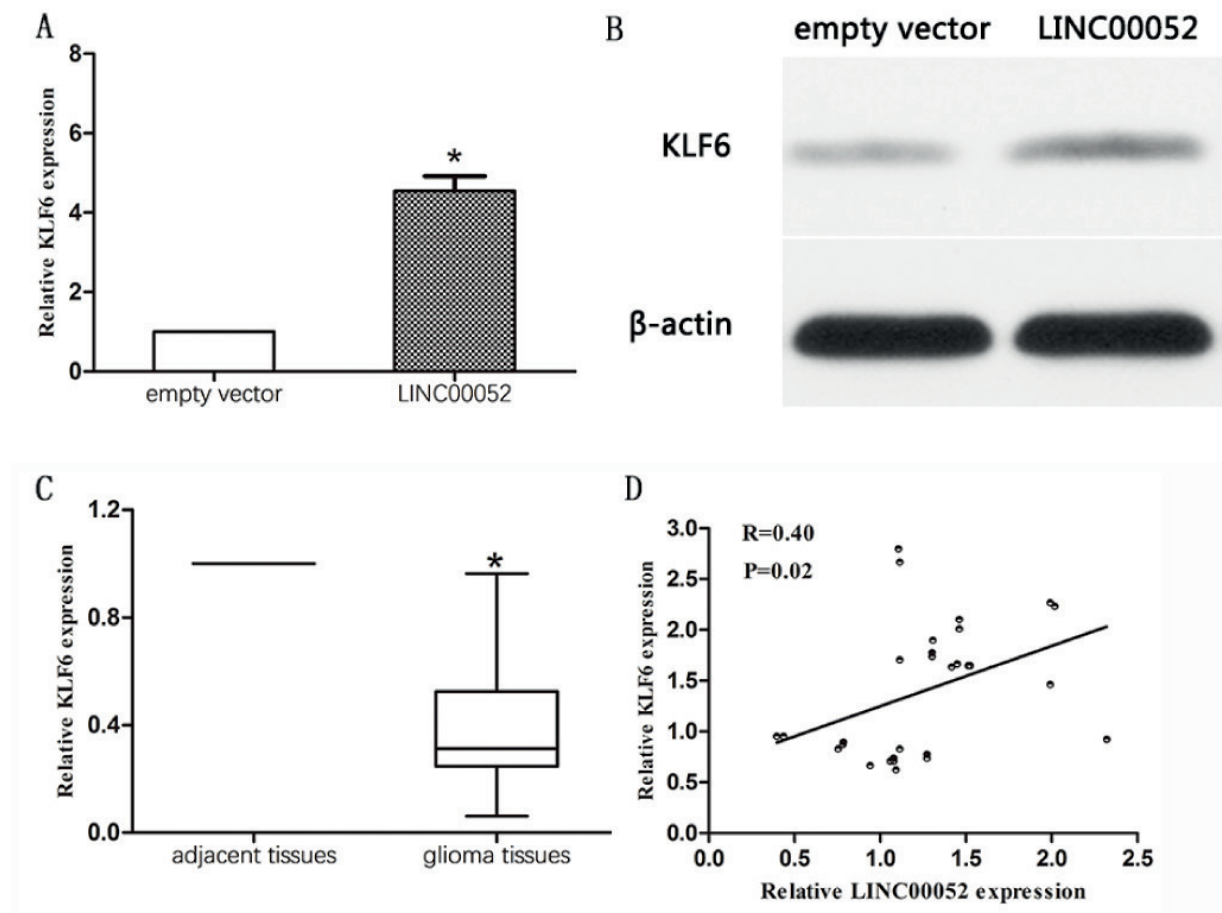 A
8
6
4
2
0
Relative KLF6 expression
*
empty vector
LINC00052
B
empty vector
LINC00052
KLF6
β-actin
C
1.2
0.8
0.4
0.0
Relative KLF6 expression
*
adjacent tissues
glioma tissues
D
3.0
2.5
2.0
1.5
1.0
0.5
0.0
Relative KLF6 expression
R=0.40
P=0.02
0.0 0.5 1.0 1.5 2.0 2.5
Relative LINC00052 expression